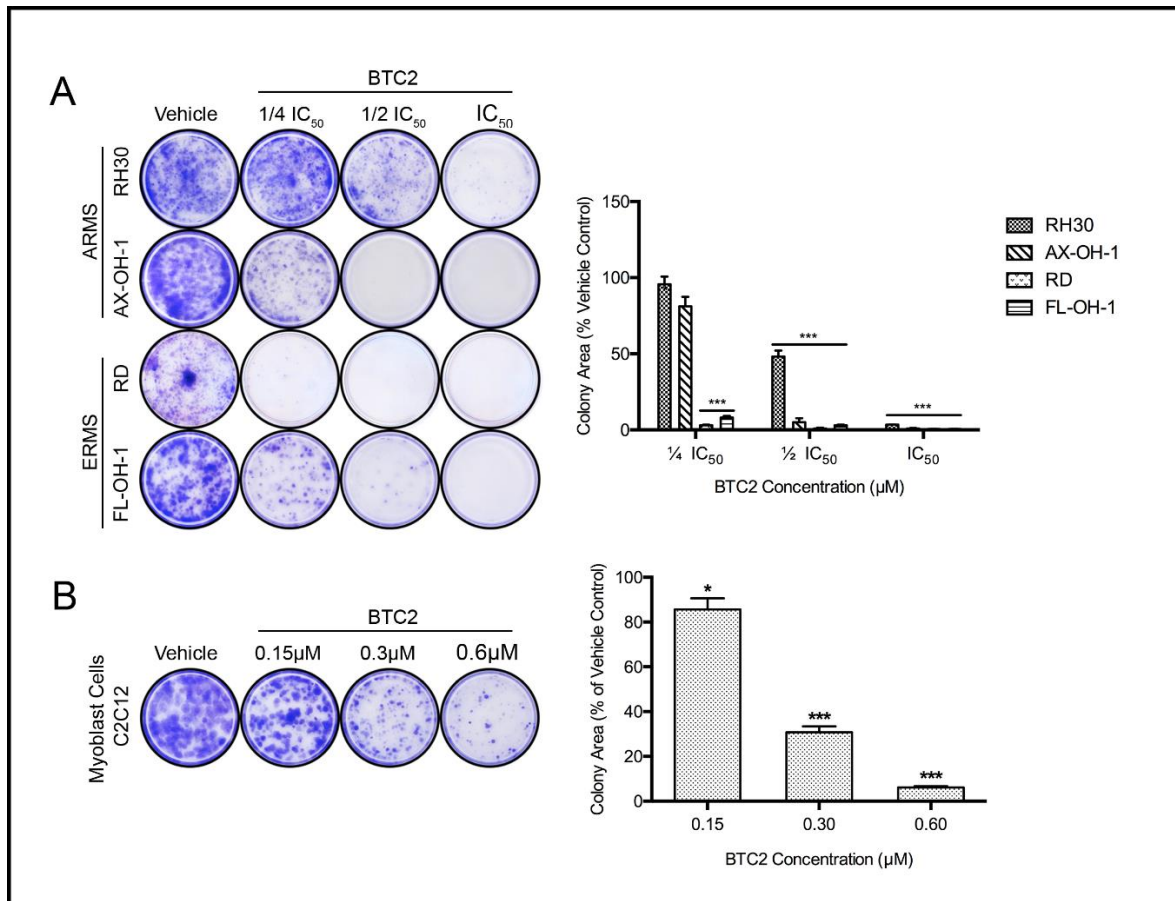 A
BTC2
Vehicle
1/4 IC50
1/2 IC50
IC50
ARMS
RH30
AX-OH-1
ERMS
RD
FL-OH-1
Colony Area (% Vehicle Control)
150
100
50
0
***
***
***
¼ IC50
½ IC50
IC50
BTC2 Concentration (µM)
RH30
AX-OH-1
RD
FL-OH-1
B
BTC2
Vehicle
0.15µM
0.3µM
0.6µM
Myoblast Cells
C2C12
Colony Area (% of Vehicle Control)
100
80
60
40
20
0
*
***
***
0.15
0.30
0.60
BTC2 Concentration (µM)